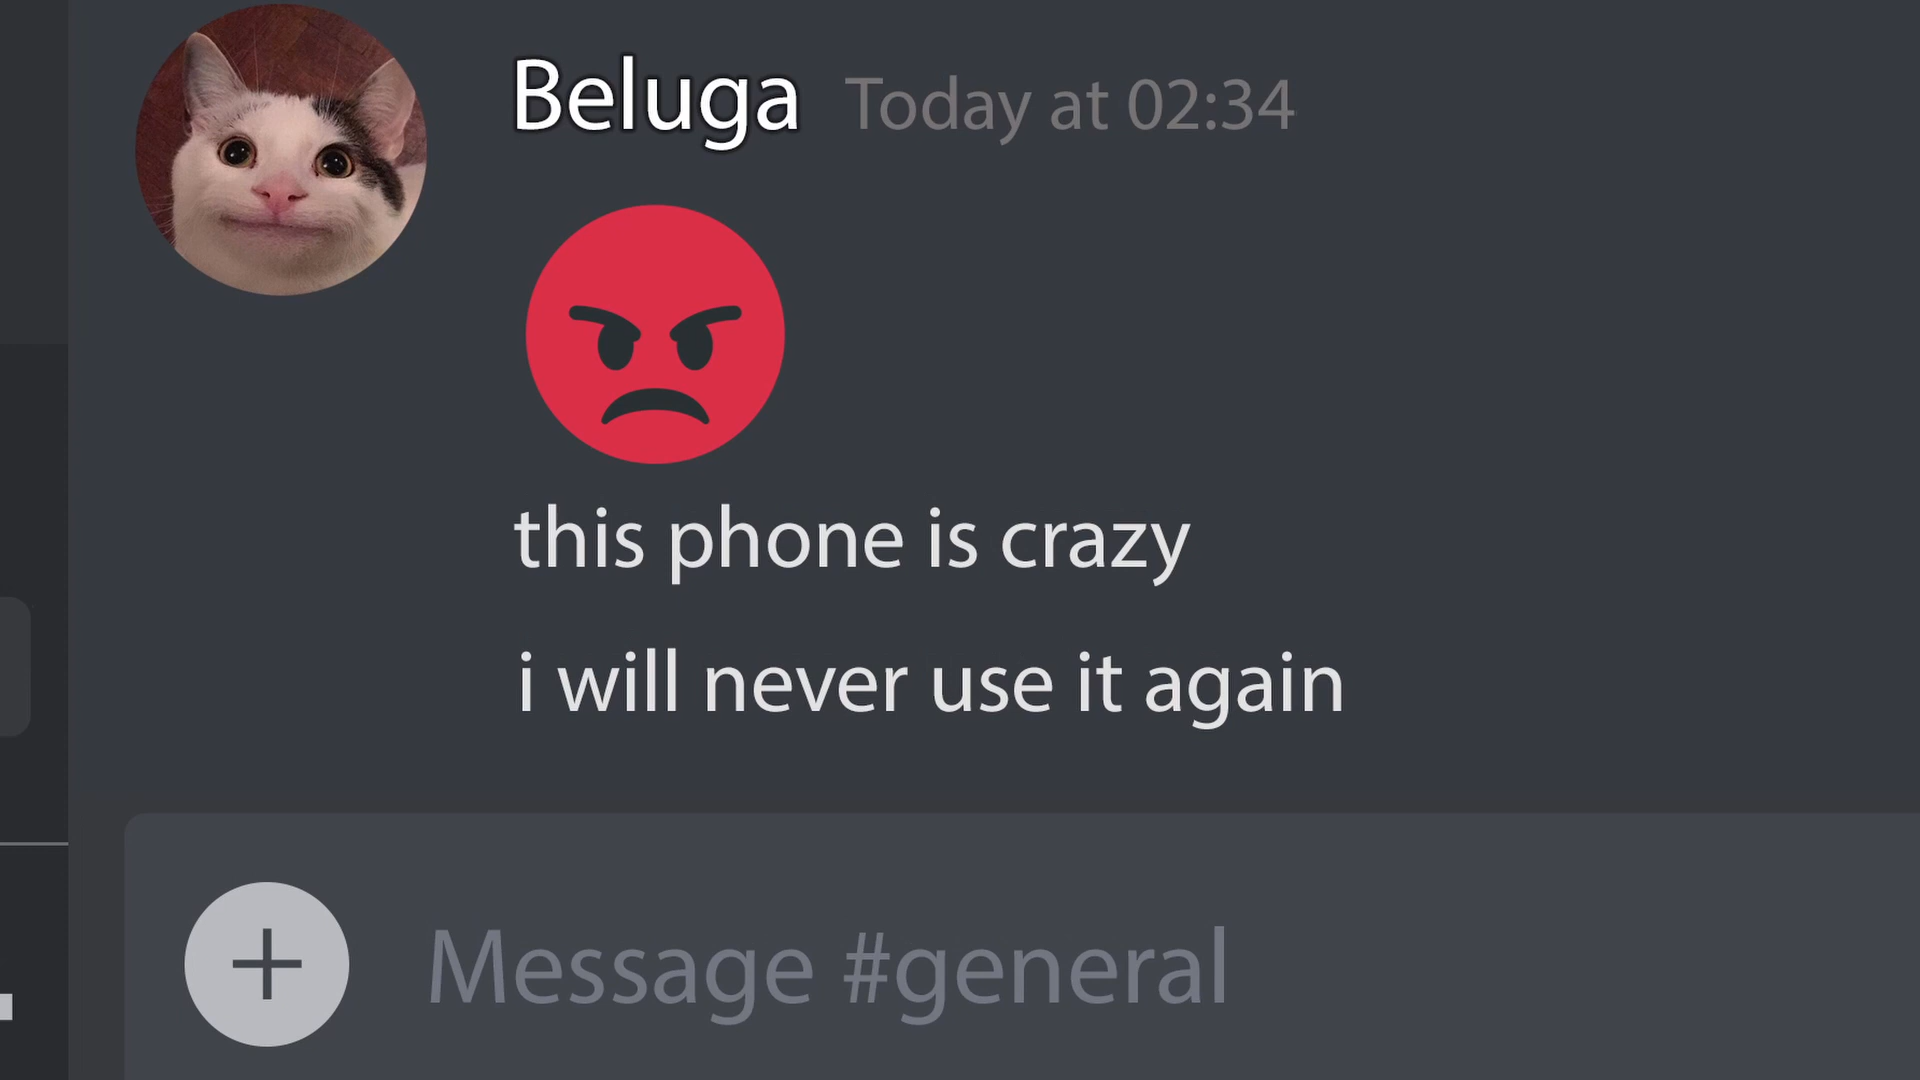 Beluga Today at 02:34
this phone is crazy
i will never use it again
Message #general